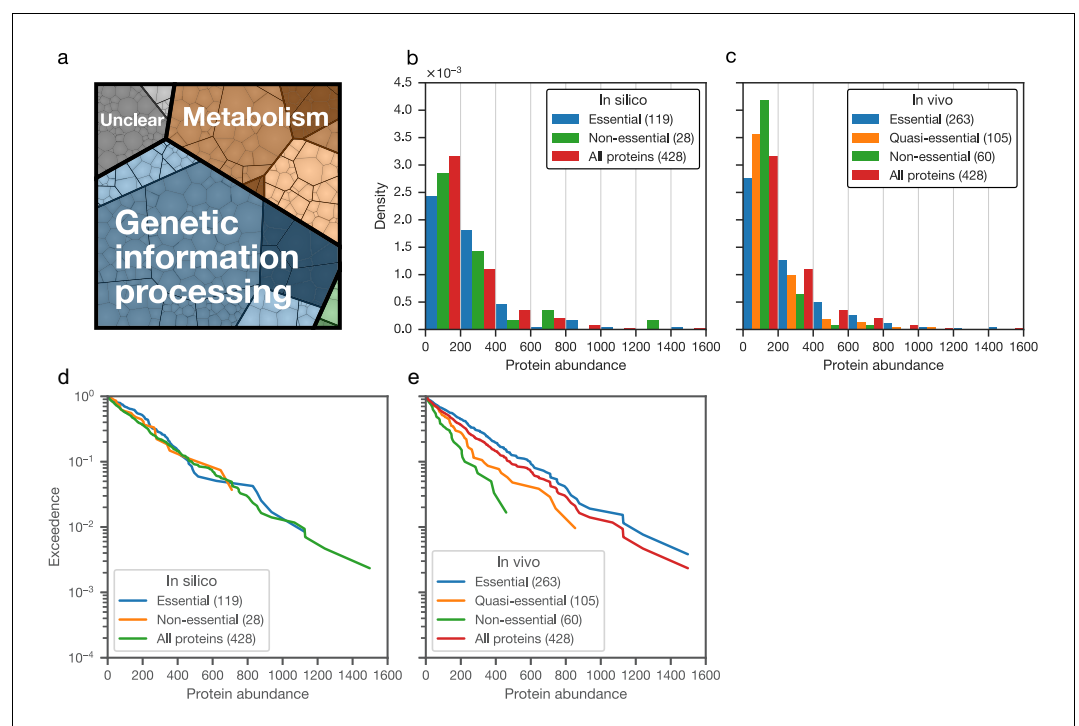 a
Unclear
Metabolism
Genetic
information
processing
b
×10⁻³
4.5
4.0
3.5
3.0
2.5
2.0
1.5
1.0
0.5
0.0
Density
In silico
Essential (119)
Non-essential (28)
All proteins (428)
0 200 400 600 800 1000 1200 1400 1600
Protein abundance
c
In vivo
Essential (263)
Quasi-essential (105)
Non-essential (60)
All proteins (428)
0 200 400 600 800 1000 1200 1400 1600
Protein abundance
d
10⁰
10⁻¹
10⁻²
10⁻³
10⁻⁴
Exceedence
In silico
Essential (119)
Non-essential (28)
All proteins (428)
0 200 400 600 800 1000 1200 1400 1600
Protein abundance
e
In vivo
Essential (263)
Quasi-essential (105)
Non-essential (60)
All proteins (428)
0 200 400 600 800 1000 1200 1400 1600
Protein abundance